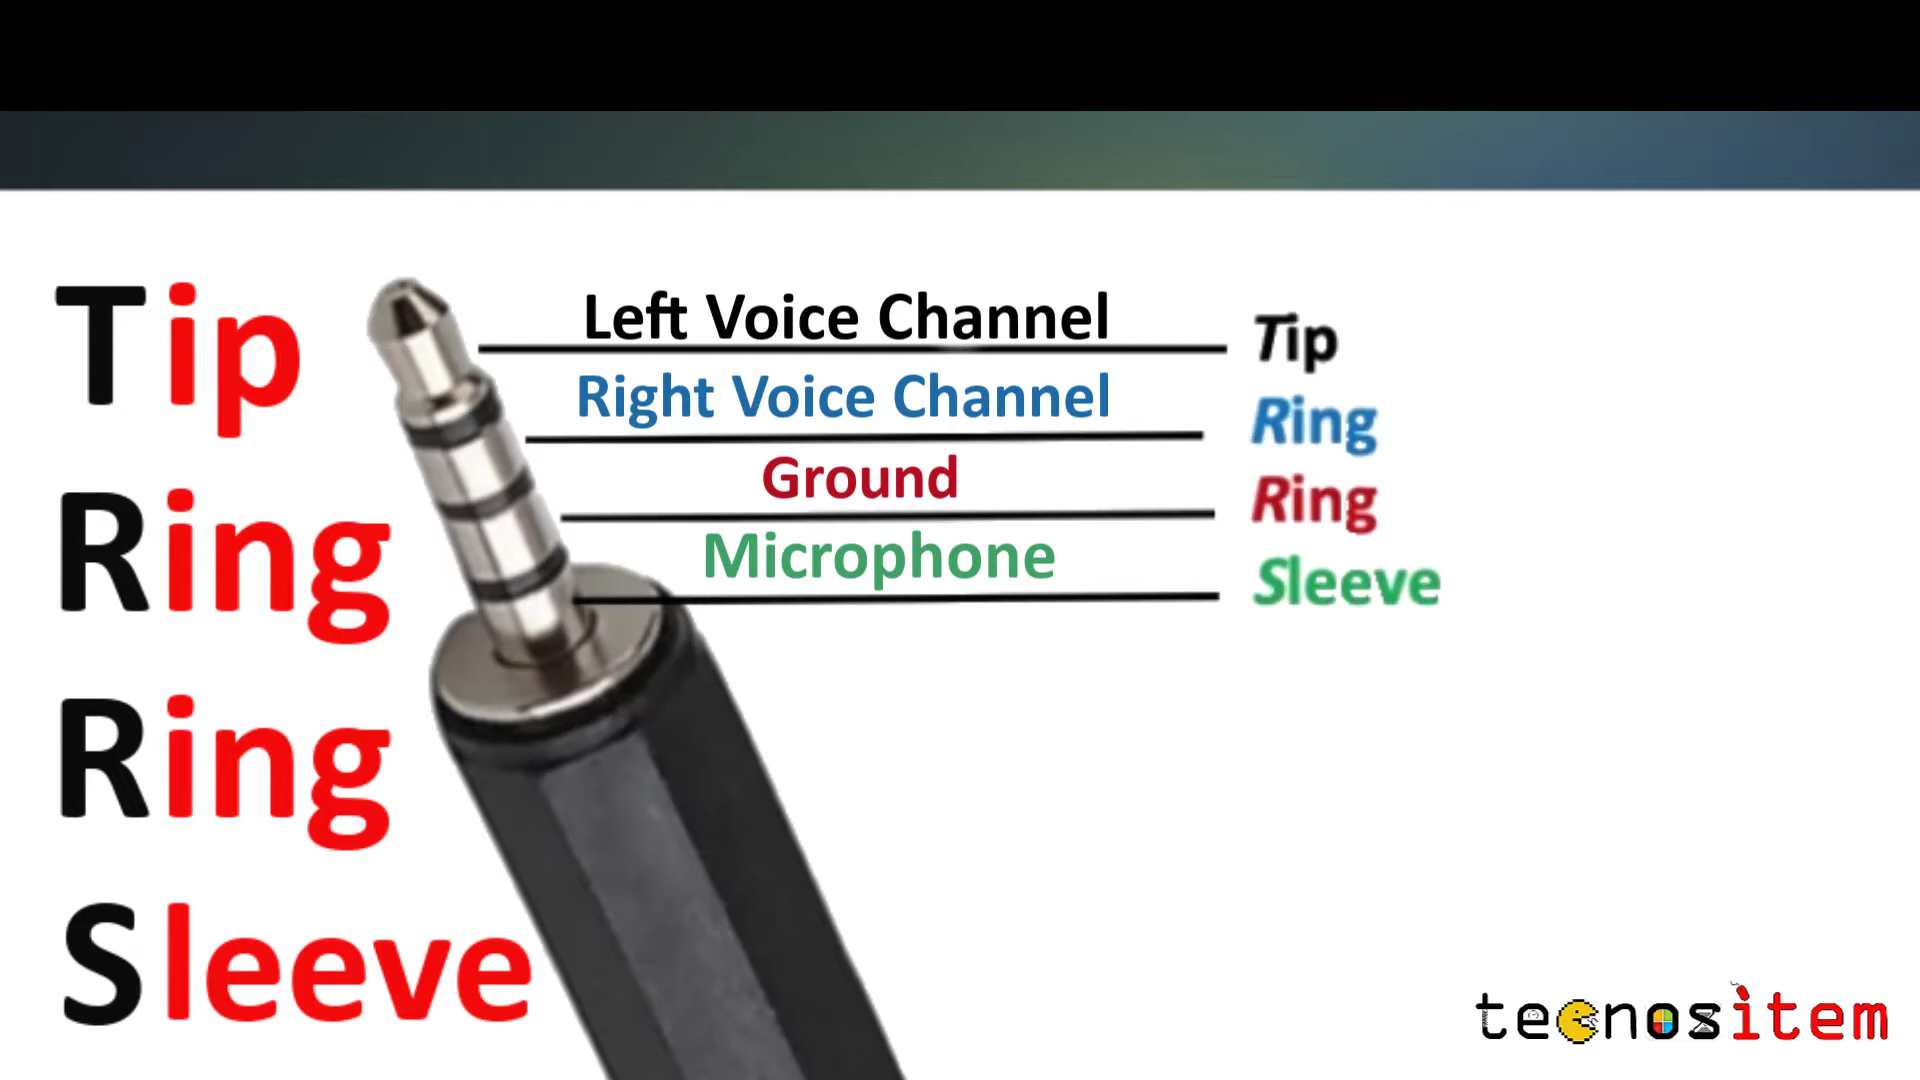 Tip
Ring
Ring
Sleeve
Left Voice Channel
Right Voice Channel
Ground
Microphone
Tip
Ring
Ring
Sleeve
tecnositem